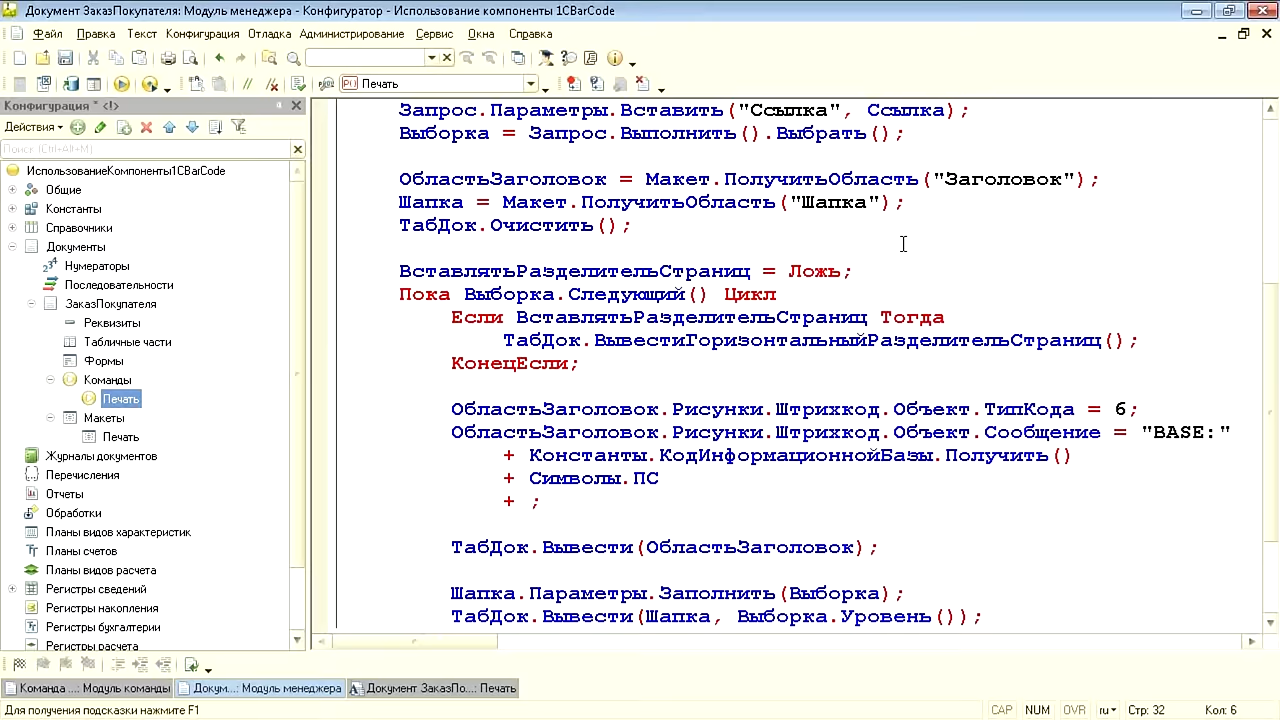 Документ ЗаказПокупателя: Модуль менеджера - Конфигуратор - Использование компоненты 1CBarCode
Файл Правка Текст Конфигурация Отладка Администрирование Сервис Окна Справка
Печать
Конфигурация * <!>
Действия
Поиск (Ctrl+Alt+M)
ИспользованиеКомпоненты1CBarCode
Общие
Константы
Справочники
Документы
Нумераторы
Последовательности
ЗаказПокупателя
Реквизиты
Табличные части
Формы
Команды
Печать
Макеты
Печать
Журналы документов
Перечисления
Отчеты
Обработки
Планы видов характеристик
Планы счетов
Планы видов расчета
Регистры сведений
Регистры накопления
Регистры бухгалтерии
Регистры расчета
Запрос.Параметры.Вставить("Ссылка", Ссылка);
Выборка = Запрос.Выполнить().Выбрать();
ОбластьЗаголовок = Макет.ПолучитьОбласть("Заголовок");
Шапка = Макет.ПолучитьОбласть("Шапка");
ТабДок.Очистить();
ВставлятьРазделительСтраниц = Ложь;
Пока Выборка.Следующий() Цикл
Если ВставлятьРазделительСтраниц Тогда
ТабДок.ВывестиГоризонтальныйРазделительСтраниц();
КонецЕсли;
ОбластьЗаголовок.Рисунки.Штрихкод.Объект.ТипКода = 6;
ОбластьЗаголовок.Рисунки.Штрихкод.Объект.Сообщение = "BASE:"
+ Константы.КодИнформационнойБазы.Получить()
+ Символы.ПС
+ ;
ТабДок.Вывести(ОбластьЗаголовок);
Шапка.Параметры.Заполнить(Выборка);
ТабДок.Вывести(Шапка, Выборка.Уровень());
Команда ...: Модуль команды
Докум...: Модуль менеджера
Документ ЗаказПо...: Печать
Для получения подсказки нажмите F1
CAP NUM OVR ru Стр: 32 Кол: 6